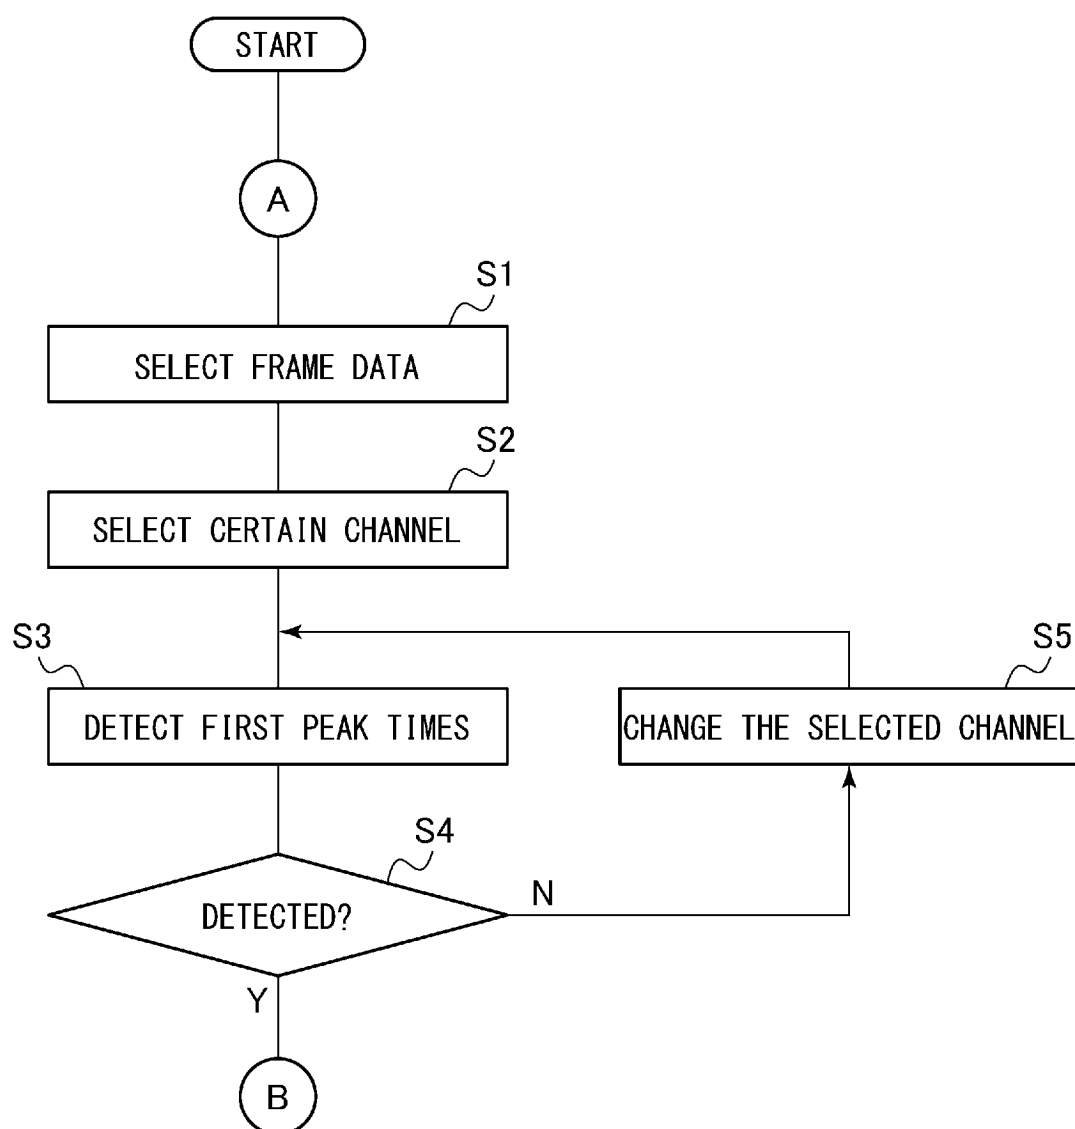 START
A
S1
SELECT FRAME DATA
S2
SELECT CERTAIN CHANNEL
S3
DETECT FIRST PEAK TIMES
S5
CHANGE THE SELECTED CHANNEL
S4
DETECTED?
N
Y
B